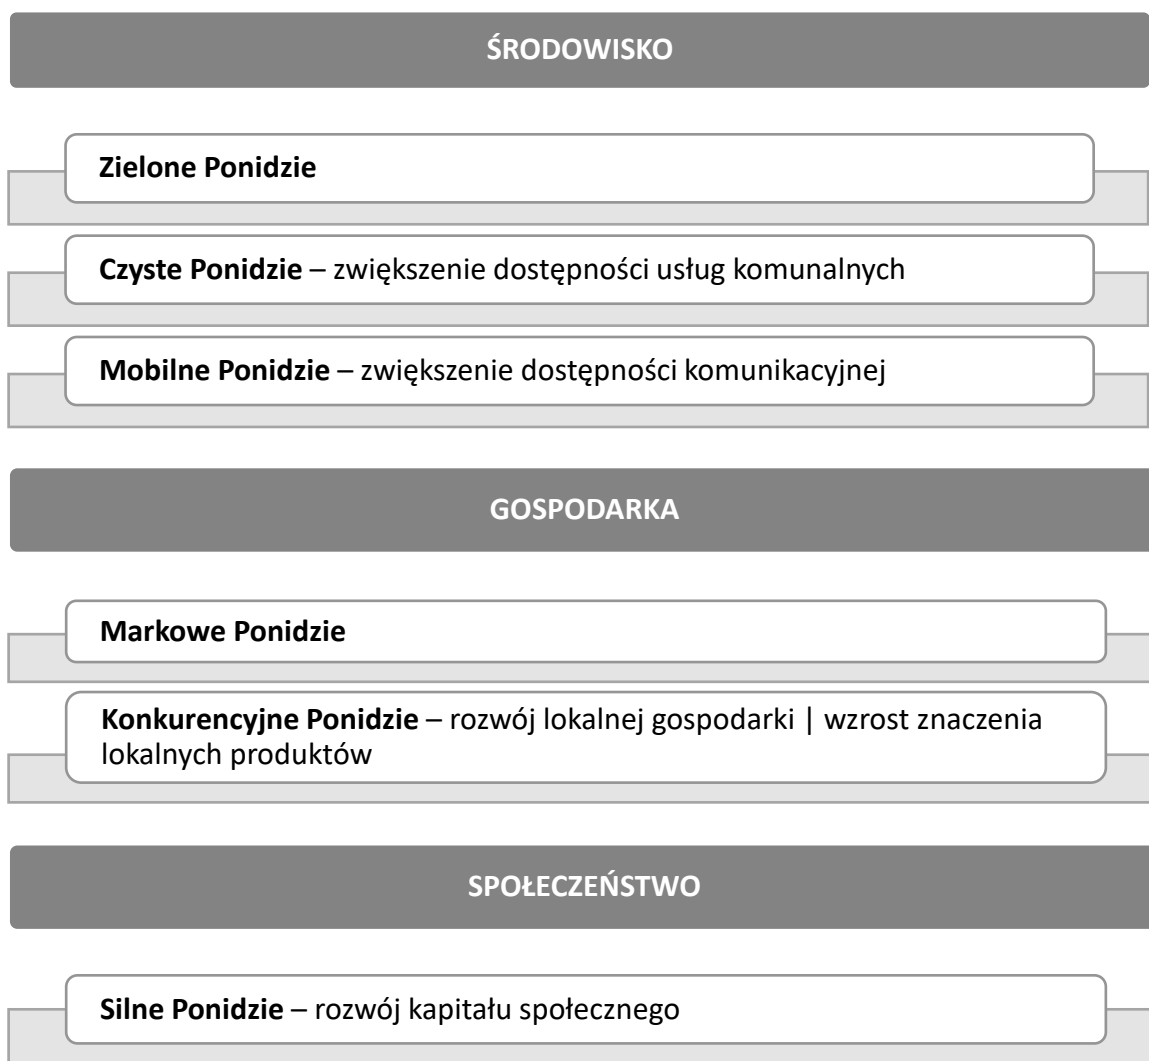 ŚRODOWISKO
Zielone Ponidzie
Czyste Ponidzie – zwiększenie dostępności usług komunalnych
Mobilne Ponidzie – zwiększenie dostępności komunikacyjnej
GOSPODARKA
Markowe Ponidzie
Konkurencyjne Ponidzie – rozwój lokalnej gospodarki | wzrost znaczenia
lokalnych produktów
SPOŁECZEŃSTWO
Silne Ponidzie – rozwój kapitału społecznego